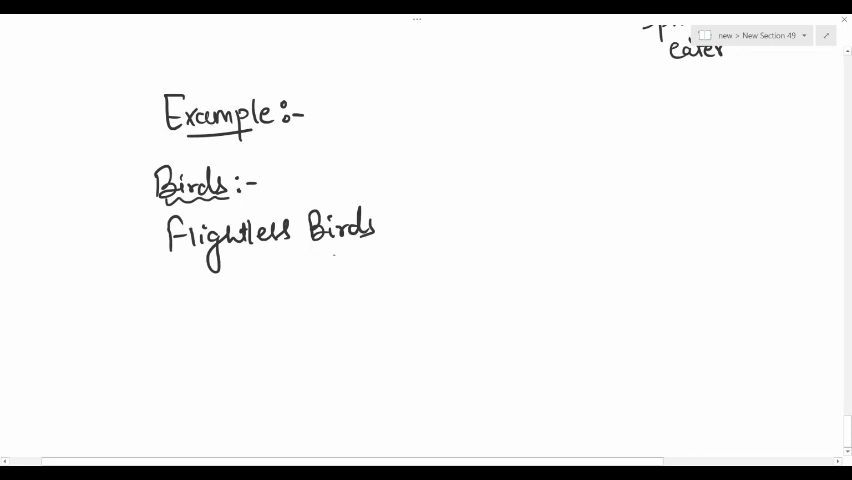 new > New Section 49
eater
Example:-
Birds:-
Flightless Birds